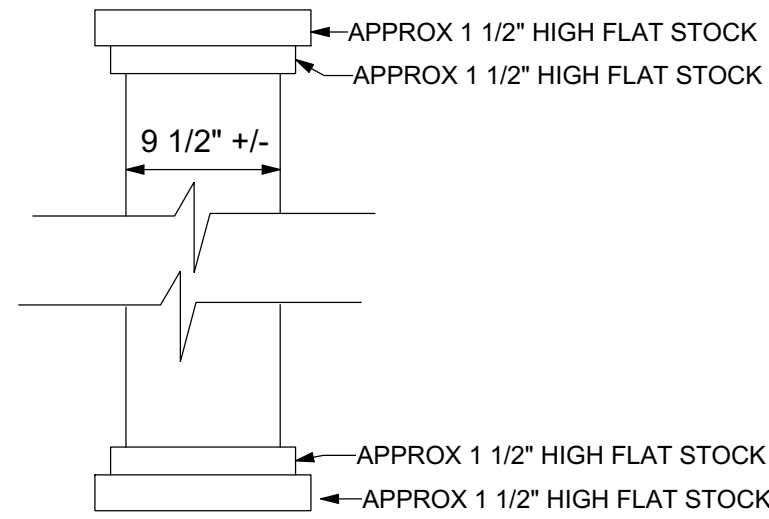 APPROX 1 1/2" HIGH FLAT STOCK
APPROX 1 1/2" HIGH FLAT STOCK
9 1/2" +/-
APPROX 1 1/2" HIGH FLAT STOCK
APPROX 1 1/2" HIGH FLAT STOCK